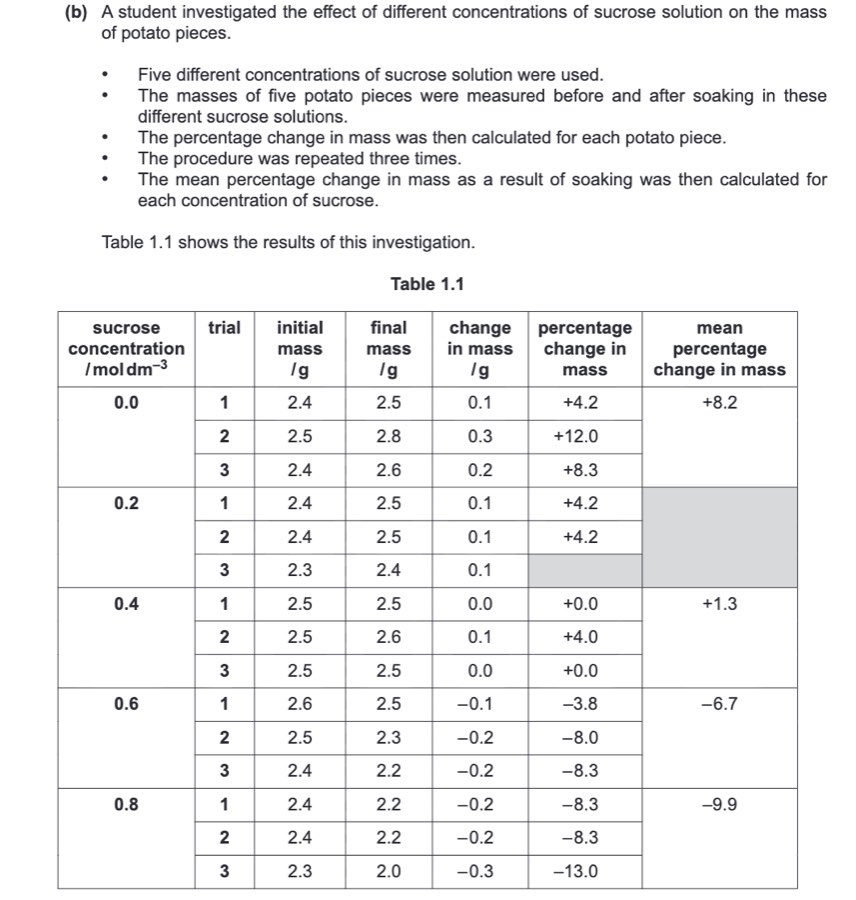 (b) A student investigated the effect of different concentrations of sucrose solution on the mass
of potato pieces.
• Five different concentrations of sucrose solution were used.
• The masses of five potato pieces were measured before and after soaking in these
different sucrose solutions.
• The percentage change in mass was then calculated for each potato piece.
• The procedure was repeated three times.
• The mean percentage change in mass as a result of soaking was then calculated for
each concentration of sucrose.
Table 1.1 shows the results of this investigation.
Table 1.1
sucrose trial initial final change percentage mean
concentration mass mass in mass change in percentage
/mol dm⁻³ /g /g /g mass change in mass
0.0 1 2.4 2.5 0.1 +4.2 +8.2
2 2.5 2.8 0.3 +12.0
3 2.4 2.6 0.2 +8.3
0.2 1 2.4 2.5 0.1 +4.2
2 2.4 2.5 0.1 +4.2
3 2.3 2.4 0.1
0.4 1 2.5 2.5 0.0 +0.0 +1.3
2 2.5 2.6 0.1 +4.0
3 2.5 2.5 0.0 +0.0
0.6 1 2.6 2.5 −0.1 −3.8 −6.7
2 2.5 2.3 −0.2 −8.0
3 2.4 2.2 −0.2 −8.3
0.8 1 2.4 2.2 −0.2 −8.3 −9.9
2 2.4 2.2 −0.2 −8.3
3 2.3 2.0 −0.3 −13.0